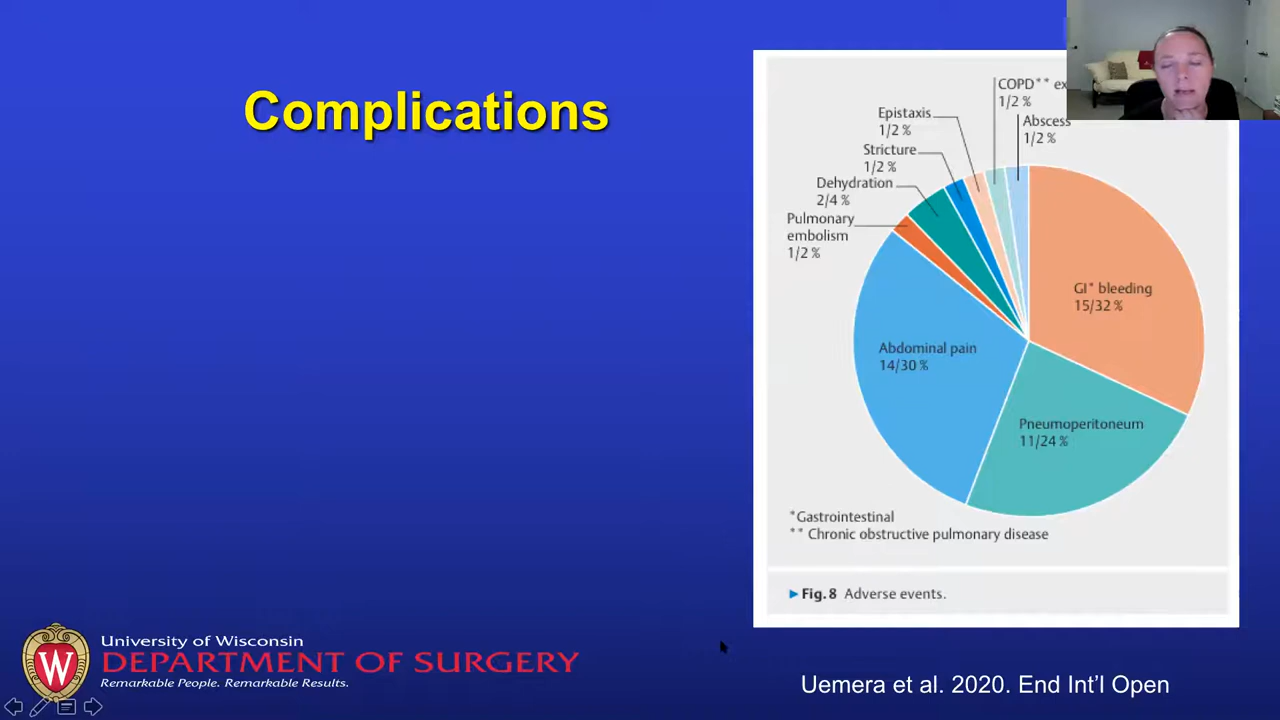 Complications
COPD** ex
1/2 %
Abscess
1/2 %
Epistaxis
1/2 %
Stricture
1/2 %
Dehydration
2/4 %
Pulmonary
embolism
1/2 %
GI* bleeding
15/32 %
Abdominal pain
14/30 %
Pneumoperitoneum
11/24 %
*Gastrointestinal
** Chronic obstructive pulmonary disease
►Fig. 8 Adverse events.
W
University of Wisconsin
DEPARTMENT OF SURGERY
Remarkable People. Remarkable Results.
Uemera et al. 2020. End Int'l Open